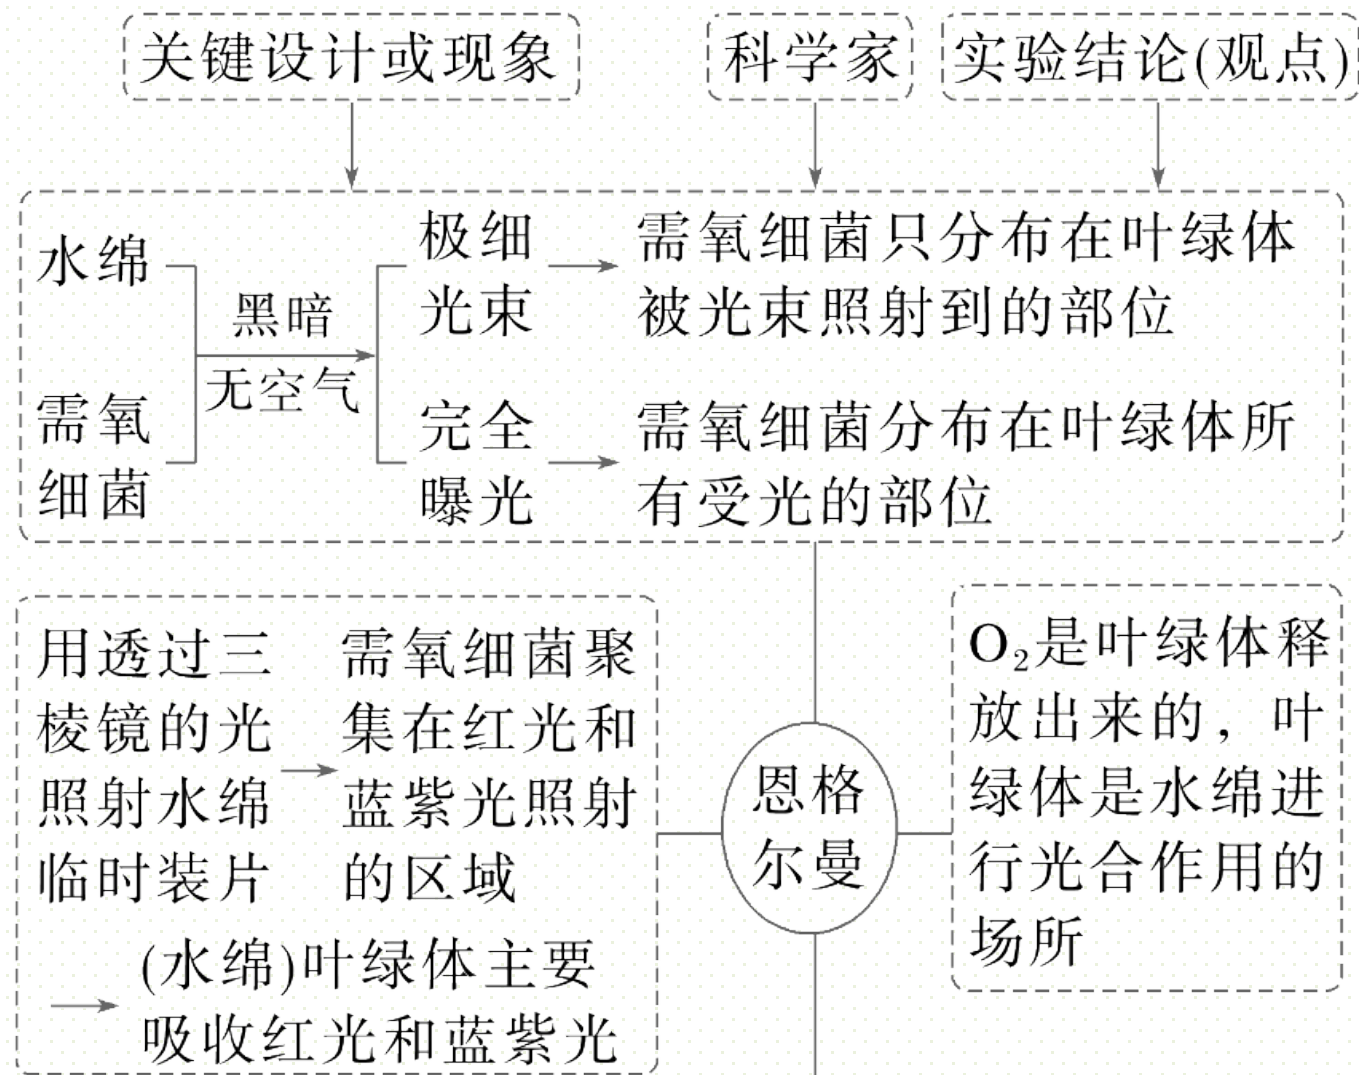 关键设计或现象
科学家
实验结论(观点)
水绵
需氧
细菌
黑暗
无空气
极细
光束
需氧细菌只分布在叶绿体
被光束照射到的部位
完全
曝光
需氧细菌分布在叶绿体所
有受光的部位
用透过三
棱镜的光
照射水绵
临时装片
需氧细菌聚
集在红光和
蓝紫光照射
的区域
(水绵)叶绿体主要
吸收红光和蓝紫光
恩格
尔曼
O₂是叶绿体释
放出来的，叶
绿体是水绵进
行光合作用的
场所